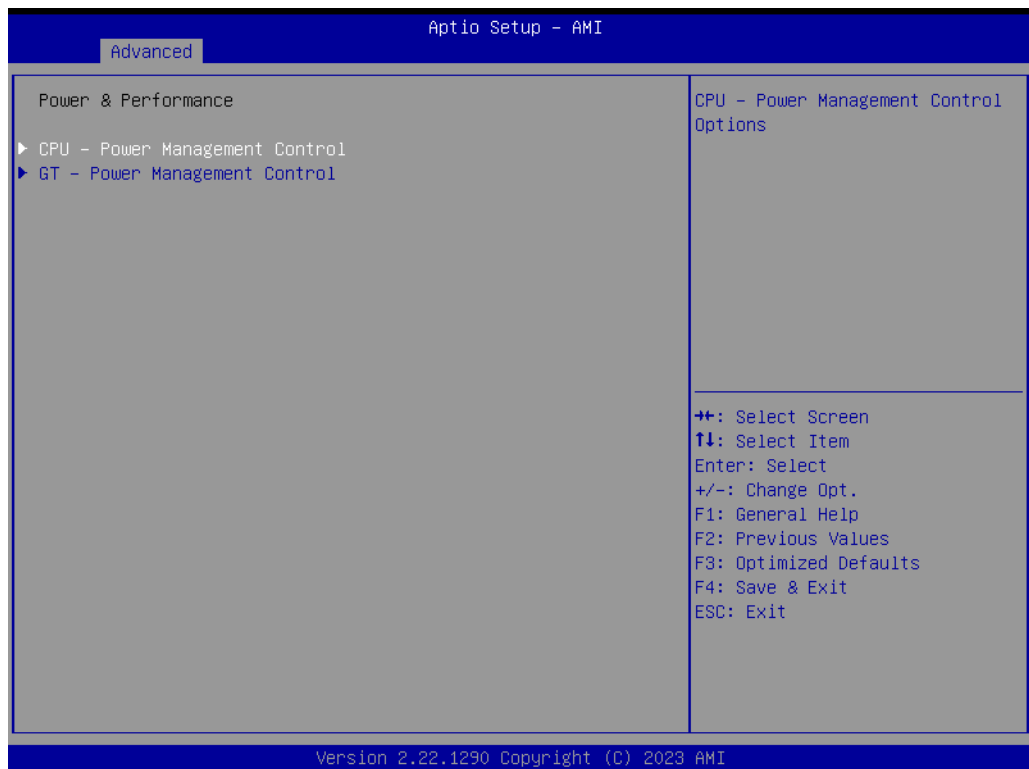 Aptio Setup – AMI
Advanced
Power & Performance
CPU – Power Management Control
GT – Power Management Control
CPU – Power Management Control
Options
→←: Select Screen
↑↓: Select Item
Enter: Select
+/-: Change Opt.
F1: General Help
F2: Previous Values
F3: Optimized Defaults
F4: Save & Exit
ESC: Exit
Version 2.22.1290 Copyright (C) 2023 AMI